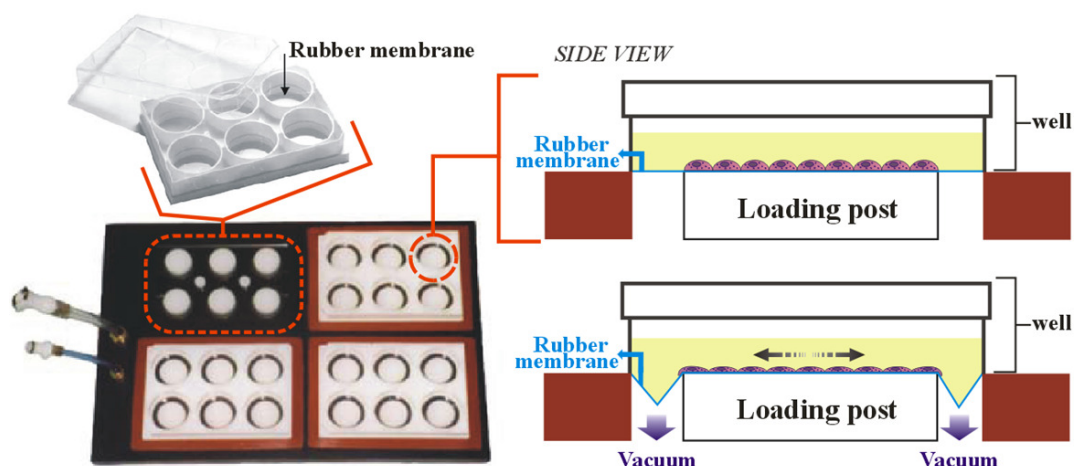 Rubber membrane
SIDE VIEW
well
Rubber
membrane
Loading post
well
Rubber
membrane
Loading post
Vacuum
Vacuum